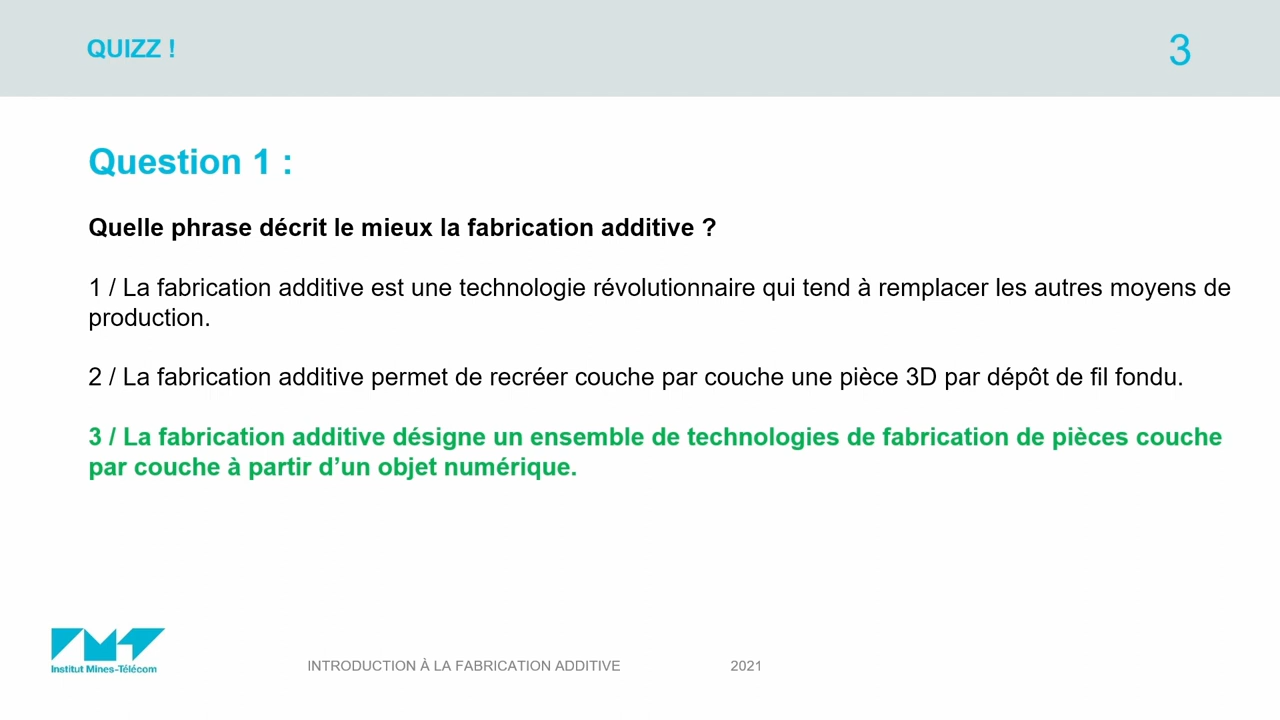 QUIZZ !
3
Question 1 :
Quelle phrase décrit le mieux la fabrication additive ?
1 / La fabrication additive est une technologie révolutionnaire qui tend à remplacer les autres moyens de
production.
2 / La fabrication additive permet de recréer couche par couche une pièce 3D par dépôt de fil fondu.
3 / La fabrication additive désigne un ensemble de technologies de fabrication de pièces couche
par couche à partir d’un objet numérique.
IMT
Institut Mines-Télécom
INTRODUCTION À LA FABRICATION ADDITIVE
2021